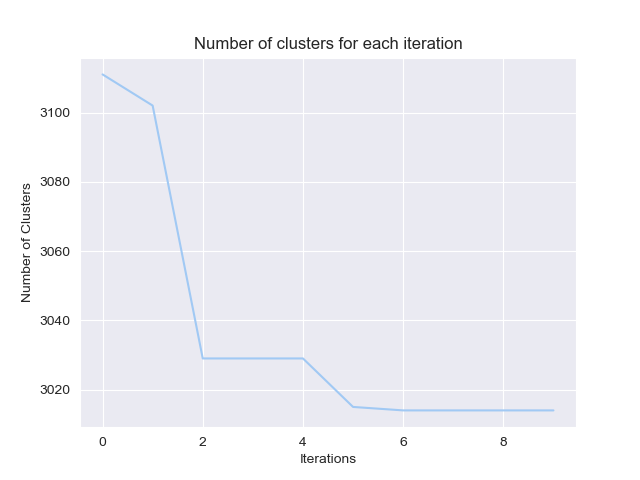 Number of clusters for each iteration
3100
3080
3060
3040
3020
Number of Clusters
0 2 4 6 8
Iterations